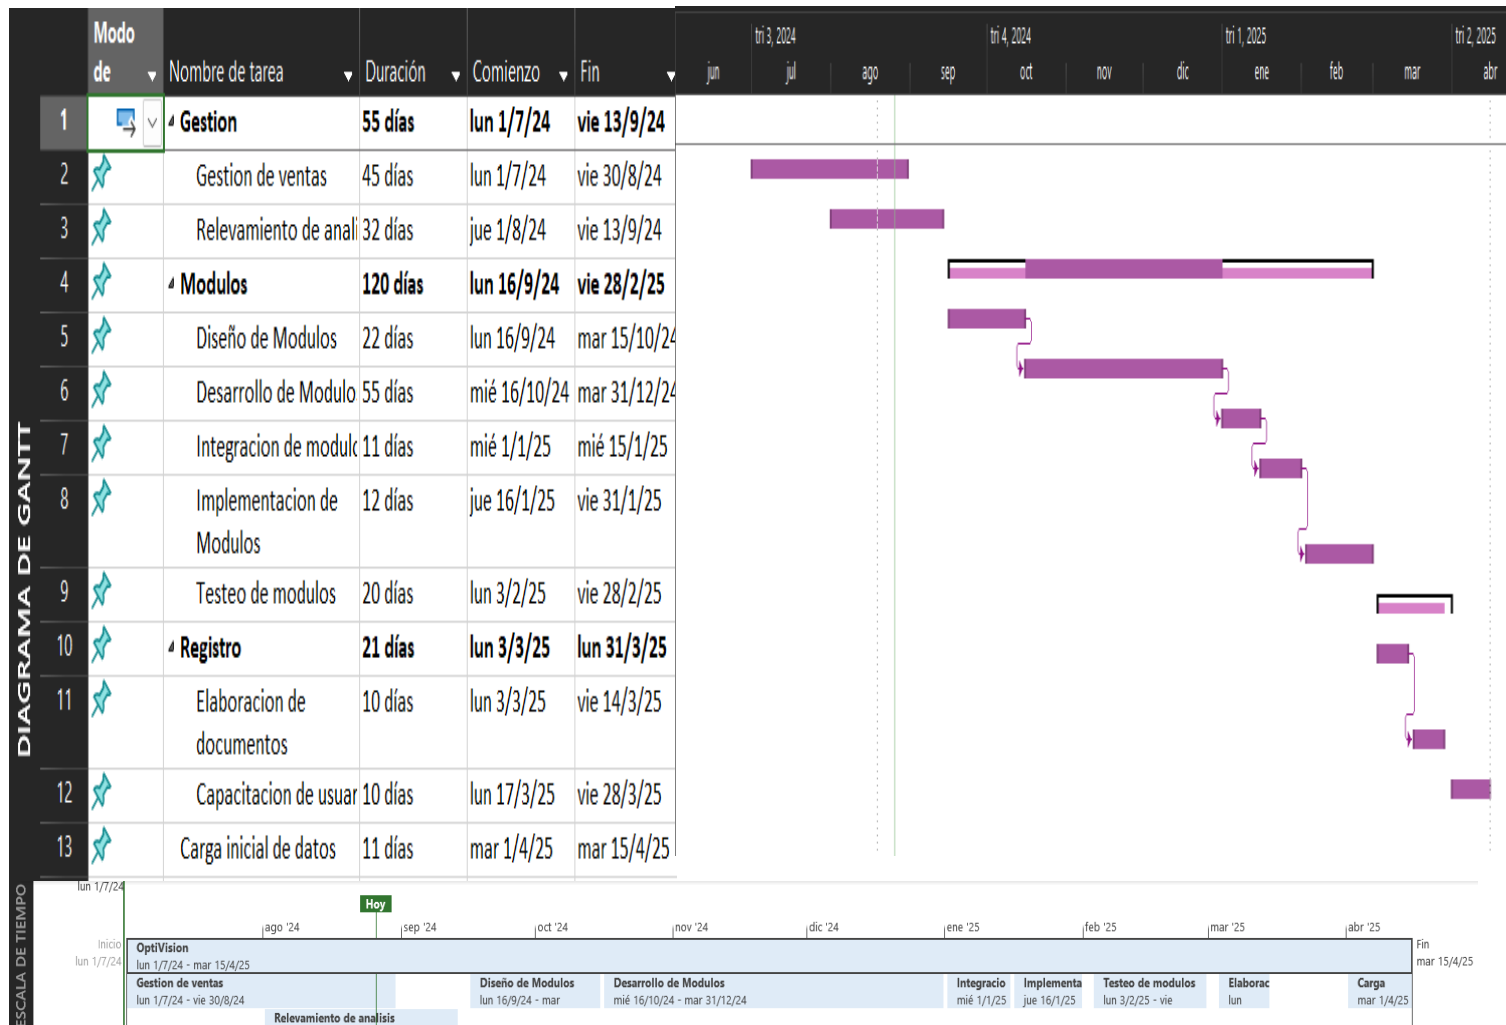 Modo
de
Nombre de tarea Duración Comienzo Fin
tri 3, 2024 tri 4, 2024 tri 1, 2025 tri 2, 2025
jun jul ago sep oct nov dic ene feb mar abr
1 Gestion 55 días lun 1/7/24 vie 13/9/24
2 Gestion de ventas 45 días lun 1/7/24 vie 30/8/24
3 Relevamiento de anali 32 días jue 1/8/24 vie 13/9/24
4 Modulos 120 días lun 16/9/24 vie 28/2/25
5 Diseño de Modulos 22 días lun 16/9/24 mar 15/10/24
6 Desarrollo de Modulo 55 días mié 16/10/24 mar 31/12/24
7 Integracion de modulo 11 días mié 1/1/25 mié 15/1/25
8 Implementacion de 12 días jue 16/1/25 vie 31/1/25
Modulos
9 Testeo de modulos 20 días lun 3/2/25 vie 28/2/25
10 Registro 21 días lun 3/3/25 lun 31/3/25
11 Elaboracion de 10 días lun 3/3/25 vie 14/3/25
documentos
12 Capacitacion de usuar 10 días lun 17/3/25 vie 28/3/25
13 Carga inicial de datos 11 días mar 1/4/25 mar 15/4/25
DIAGRAMA DE GANTT
ESCALA DE TIEMPO
lun 1/7/24
Hoy
ago '24 sep '24 oct '24 nov '24 dic '24 ene '25 feb '25 mar '25 abr '25
Inicio
lun 1/7/24
OptiVision
lun 1/7/24 - mar 15/4/25
Fin
mar 15/4/25
Gestion de ventas Diseño de Modulos Desarrollo de Modulos Integracio Implementa Testeo de modulos Elaborac Carga
lun 1/7/24 - vie 30/8/24 lun 16/9/24 - mar mié 16/10/24 - mar 31/12/24 mié 1/1/25 jue 16/1/25 lun 3/2/25 - vie lun mar 1/4/25
Relevamiento de analisis